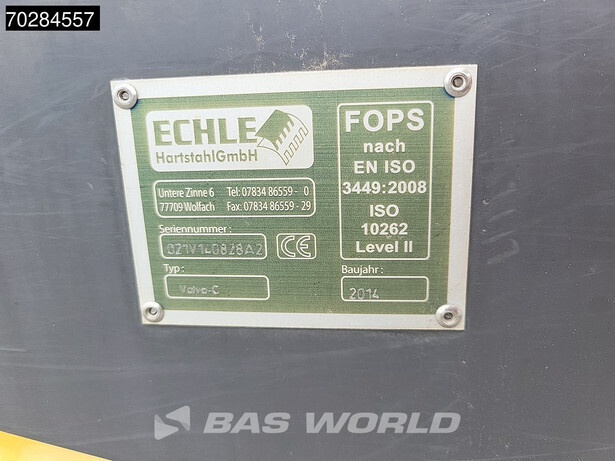 70284557
ECHLE
HartstahlGmbH
Untere Zinne 6 Tel: 07834 86559 - 0
77709 Wolfach Fax: 07834 86559 - 29
Seriennummer:
CE
Typ:
Volvo-C
FOPS
nach
EN ISO
3449:2008
ISO
10262
Level II
Baujahr:
2014
BAS WORLD